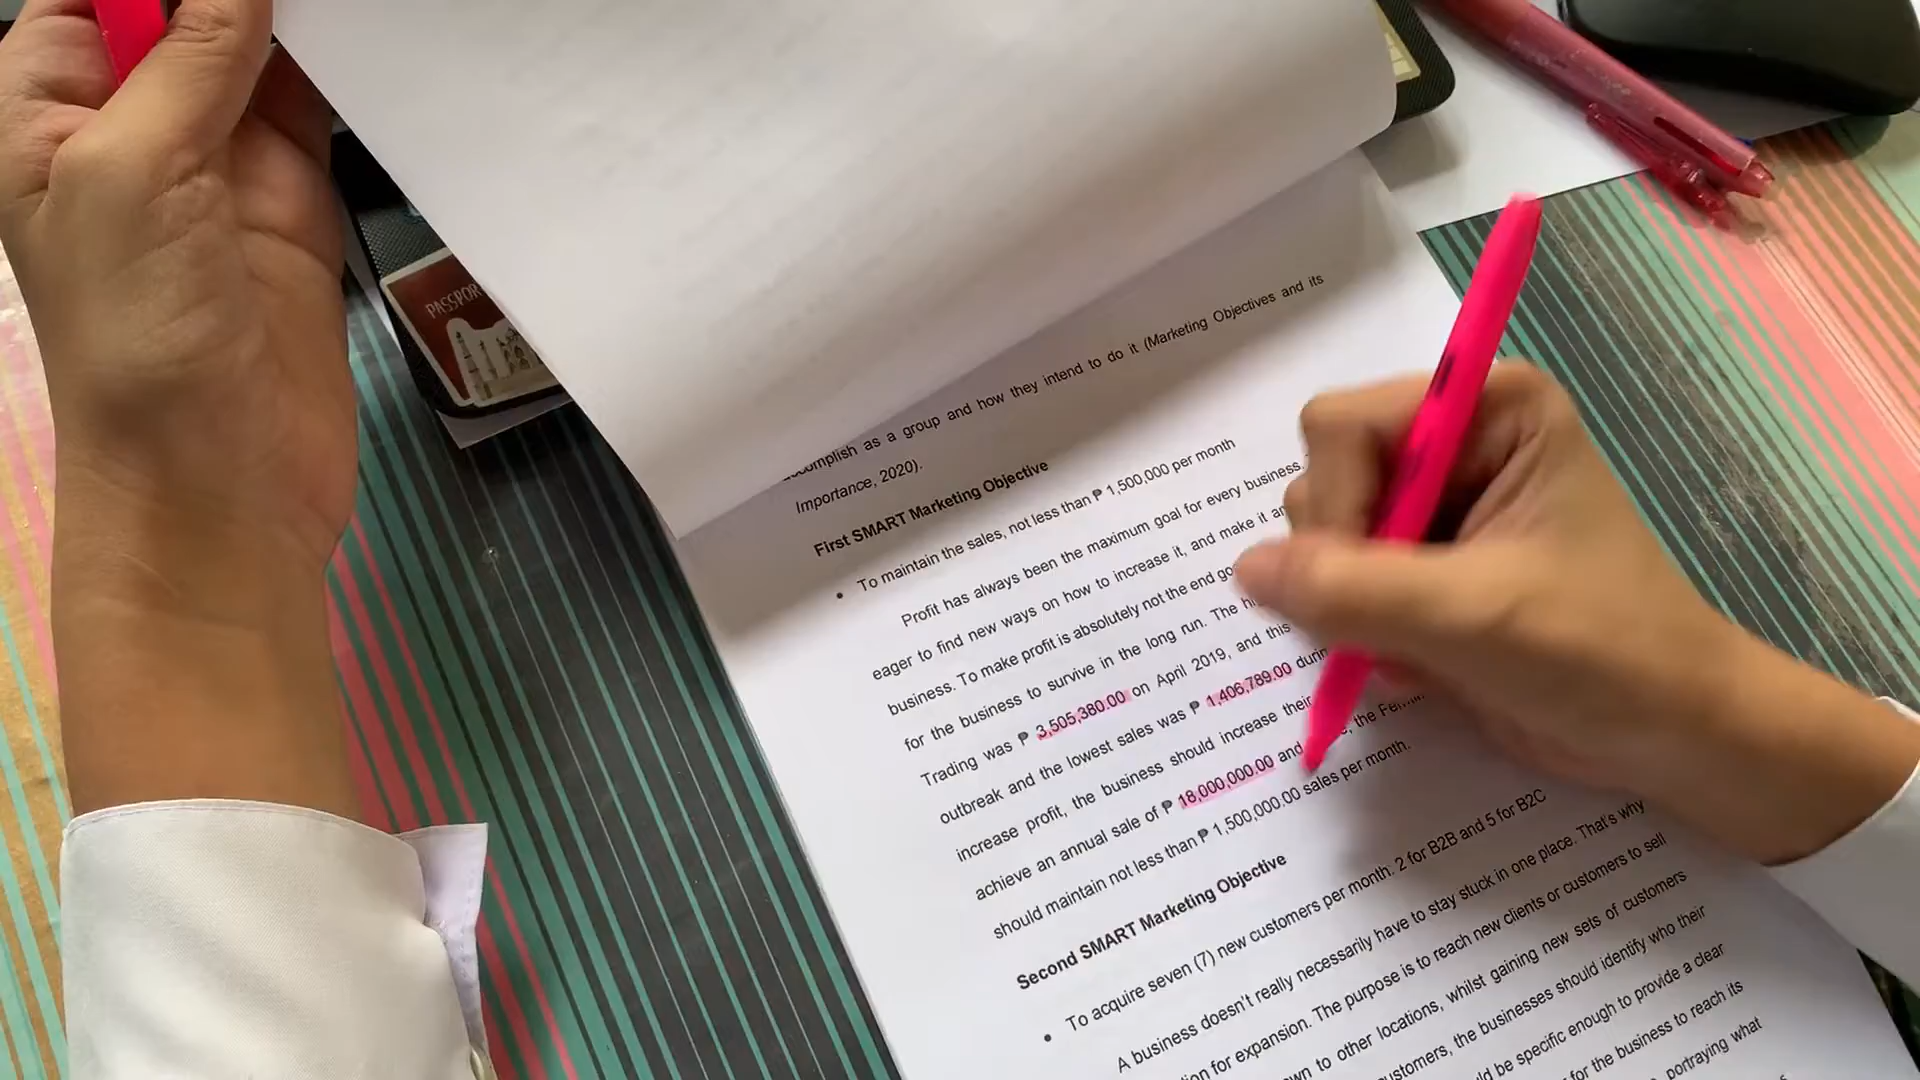 PASSPOR
accomplish as a group and how they intend to do it (Marketing Objectives and its
Importance, 2020).
First SMART Marketing Objective
• To maintain the sales, not less than ₱ 1,500,000 per month
Profit has always been the maximum goal for every business.
eager to find new ways on how to increase it, and make it
business. To make profit is absolutely not the end
for the business to survive in the long run. The
Trading was ₱ 3,505,380.00 on April 2019, and this
outbreak and the lowest sales was ₱ 1,406,789.00
increase profit, the business should increase their
achieve an annual sale of ₱ 18,000,000.00 and the
should maintain not less than ₱ 1,500,000.00 sales per month.
Second SMART Marketing Objective
• To acquire seven (7) new customers per month. 2 for B2B and 5 for B2C
A business doesn't really necessarily have to stay stuck in one place. That's why
for expansion. The purpose is to reach new clients or customers to sell
to other locations, whilst gaining new sets of customers
the businesses should identify who their
be specific enough to provide a clear
for the business to reach its
portraying what